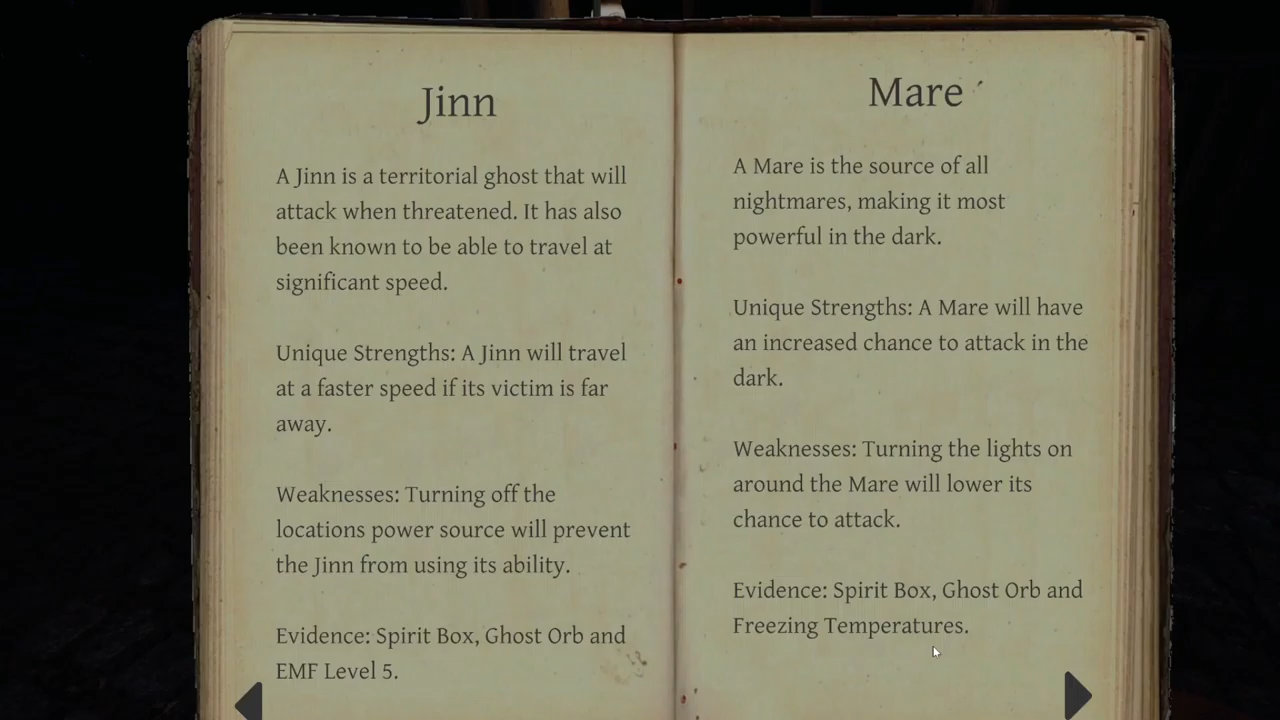 Jinn
A Jinn is a territorial ghost that will
attack when threatened. It has also
been known to be able to travel at
significant speed.
Unique Strengths: A Jinn will travel
at a faster speed if its victim is far
away.
Weaknesses: Turning off the
locations power source will prevent
the Jinn from using its ability.
Evidence: Spirit Box, Ghost Orb and
EMF Level 5.
Mare
A Mare is the source of all
nightmares, making it most
powerful in the dark.
Unique Strengths: A Mare will have
an increased chance to attack in the
dark.
Weaknesses: Turning the lights on
around the Mare will lower its
chance to attack.
Evidence: Spirit Box, Ghost Orb and
Freezing Temperatures.